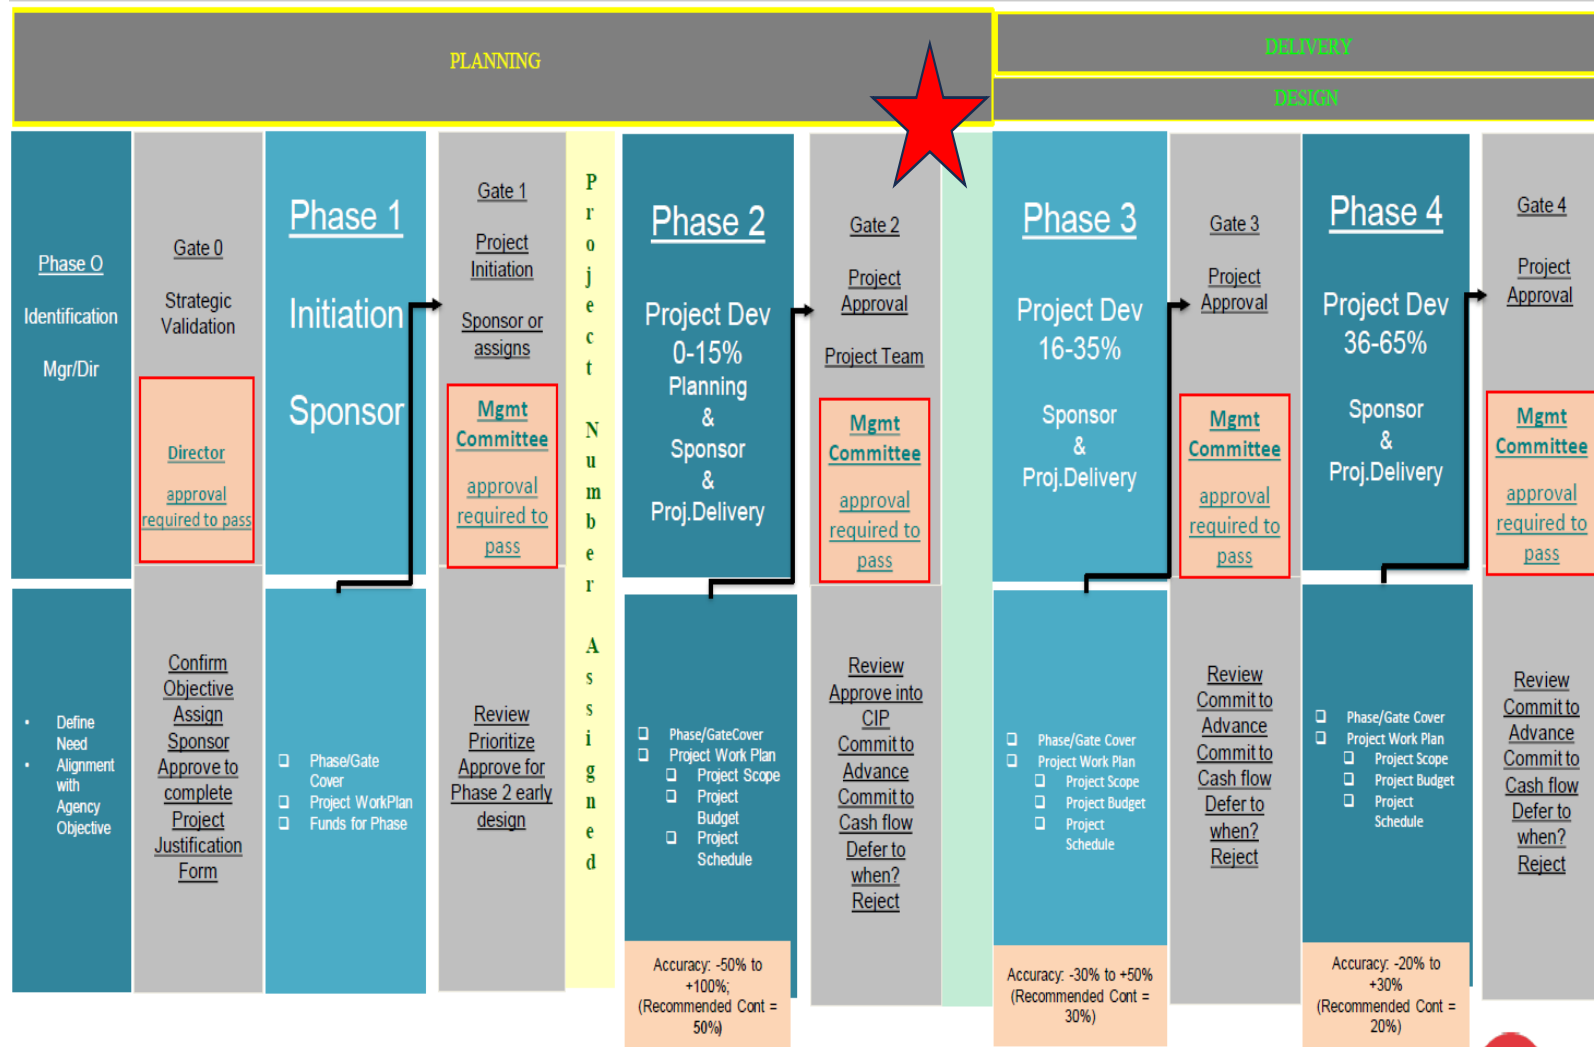 PLANNING
DELIVERY
DESIGN
Phase O
Identification
Mgr/Dir
• Define
Need
• Alignment
with
Agency
Objective
Gate 0
Strategic
Validation
Director
approval
required to pass
Confirm
Objective
Assign
Sponsor
Approve to
complete
Project
Justification
Form
Phase 1
Initiation
Sponsor
❑ Phase/Gate
Cover
❑ Project WorkPlan
❑ Funds for Phase
Gate 1
Project
Initiation
Sponsor or
assigns
Mgmt
Committee
approval
required to
pass
Review
Prioritize
Approve for
Phase 2 early
design
Project Number Assigned
Phase 2
Project Dev
0-15%
Planning
&
Sponsor
&
Proj.Delivery
❑ Phase/GateCover
❑ Project Work Plan
❑ Project Scope
❑ Project
Budget
❑ Project
Schedule
Accuracy: -50% to
+100%;
(Recommended Cont =
50%)
Gate 2
Project
Approval
Project Team
Mgmt
Committee
approval
required to
pass
Review
Approve into
CIP
Commit to
Advance
Commit to
Cash flow
Defer to
when?
Reject
Phase 3
Project Dev
16-35%
Sponsor
&
Proj.Delivery
❑ Phase/Gate Cover
❑ Project Work Plan
❑ Project Scope
❑ Project Budget
❑ Project
Schedule
Accuracy: -30% to +50%
(Recommended Cont =
30%)
Gate 3
Project
Approval
Mgmt
Committee
approval
required to
pass
Review
Commit to
Advance
Commit to
Cash flow
Defer to
when?
Reject
Phase 4
Project Dev
36-65%
Sponsor
&
Proj.Delivery
❑ Phase/Gate Cover
❑ Project Work Plan
❑ Project Scope
❑ Project Budget
❑ Project
Schedule
Accuracy: -20% to
+30%
(Recommended Cont =
20%)
Gate 4
Project
Approval
Mgmt
Committee
approval
required to
pass
Review
Commit to
Advance
Commit to
Cash flow
Defer to
when?
Reject